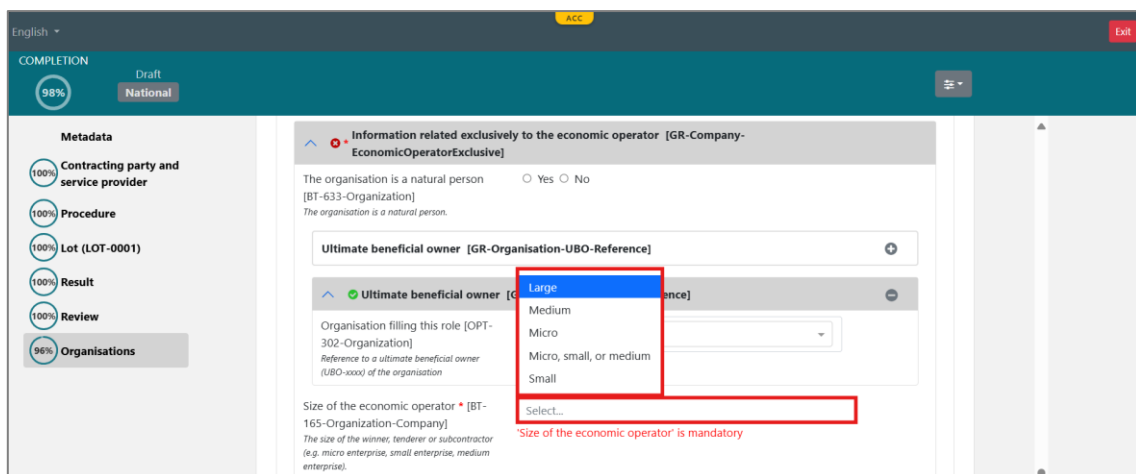 ACC
English
Exit
COMPLETION
98%
Draft
National
Metadata
100% Contracting party and
service provider
100% Procedure
100% Lot (LOT-0001)
100% Result
100% Review
96% Organisations
* Information related exclusively to the economic operator [GR-Company-
EconomicOperatorExclusive]
The organisation is a natural person
[BT-633-Organization]
The organisation is a natural person.
Yes No
Ultimate beneficial owner [GR-Organisation-UBO-Reference]
Ultimate beneficial owner [G
ence]
Large
Medium
Micro
Micro, small, or medium
Small
Organisation filling this role [OPT-
302-Organization]
Reference to a ultimate beneficial owner
(UBO-xxxx) of the organisation
Size of the economic operator * [BT-
165-Organization-Company]
The size of the winner, tenderer or subcontractor
(e.g. micro enterprise, small enterprise, medium
enterprise).
Select...
'Size of the economic operator' is mandatory